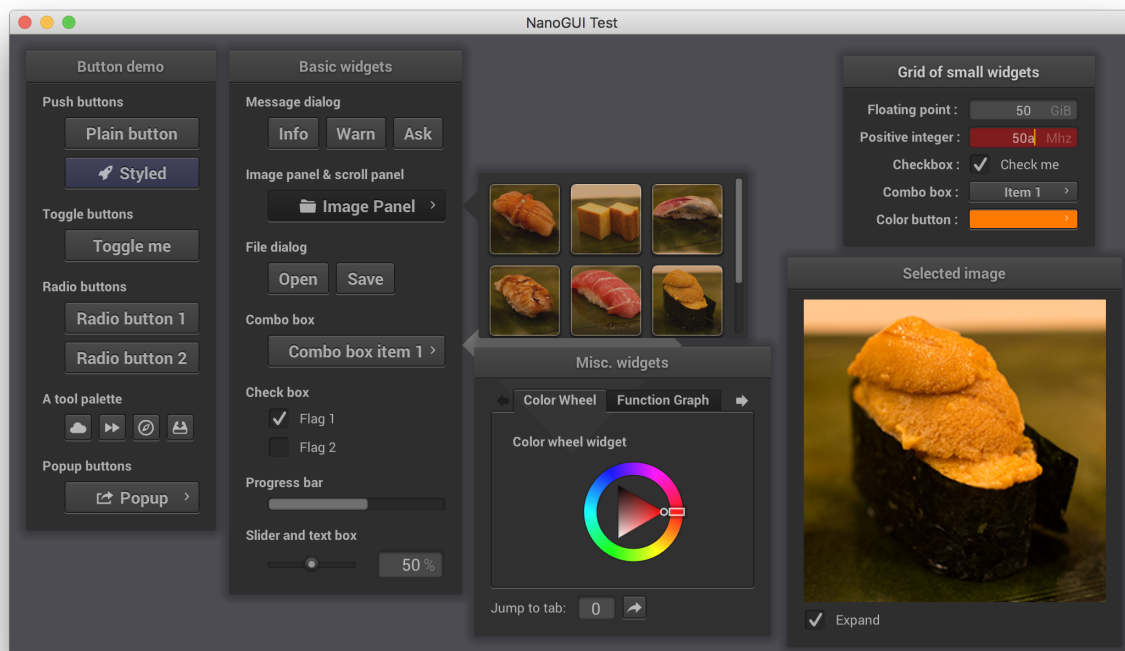 NanoGUI Test
Button demo
Push buttons
Plain button
Styled
Toggle buttons
Toggle me
Radio buttons
Radio button 1
Radio button 2
A tool palette
Popup buttons
Popup
Basic widgets
Message dialog
Info Warn Ask
Image panel & scroll panel
Image Panel
File dialog
Open Save
Combo box
Combo box item 1
Check box
Flag 1
Flag 2
Progress bar
Slider and text box
50 %
Misc. widgets
Color Wheel Function Graph
Color wheel widget
Jump to tab: 0
Grid of small widgets
Floating point : 50 GiB
Positive integer : 50a Mhz
Checkbox : Check me
Combo box : Item 1
Color button :
Selected image
Expand